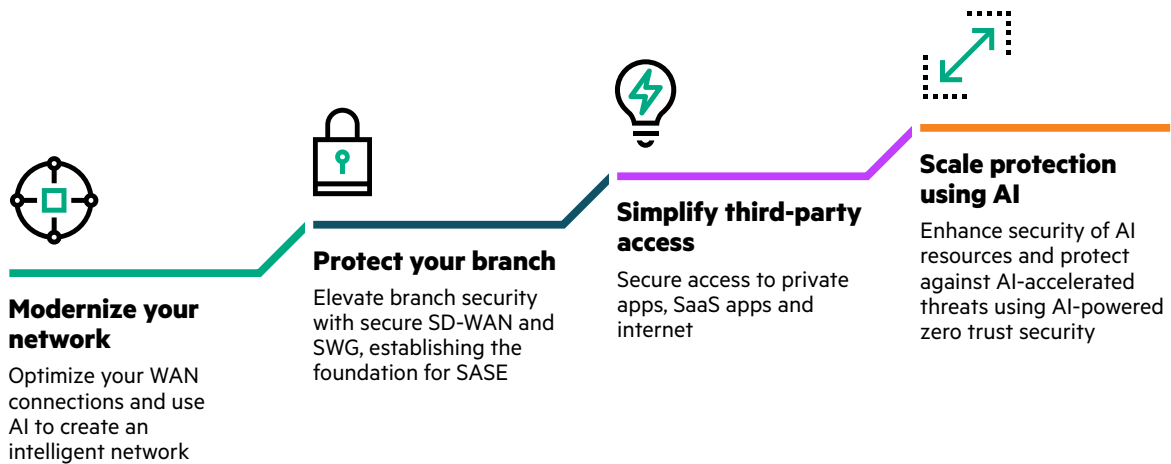 Modernize your
network
Optimize your WAN
connections and use
AI to create an
intelligent network
Protect your branch
Elevate branch security
with secure SD-WAN and
SWG, establishing the
foundation for SASE
Simplify third-party
access
Secure access to private
apps, SaaS apps and
internet
Scale protection
using AI
Enhance security of AI
resources and protect
against AI-accelerated
threats using AI-powered
zero trust security